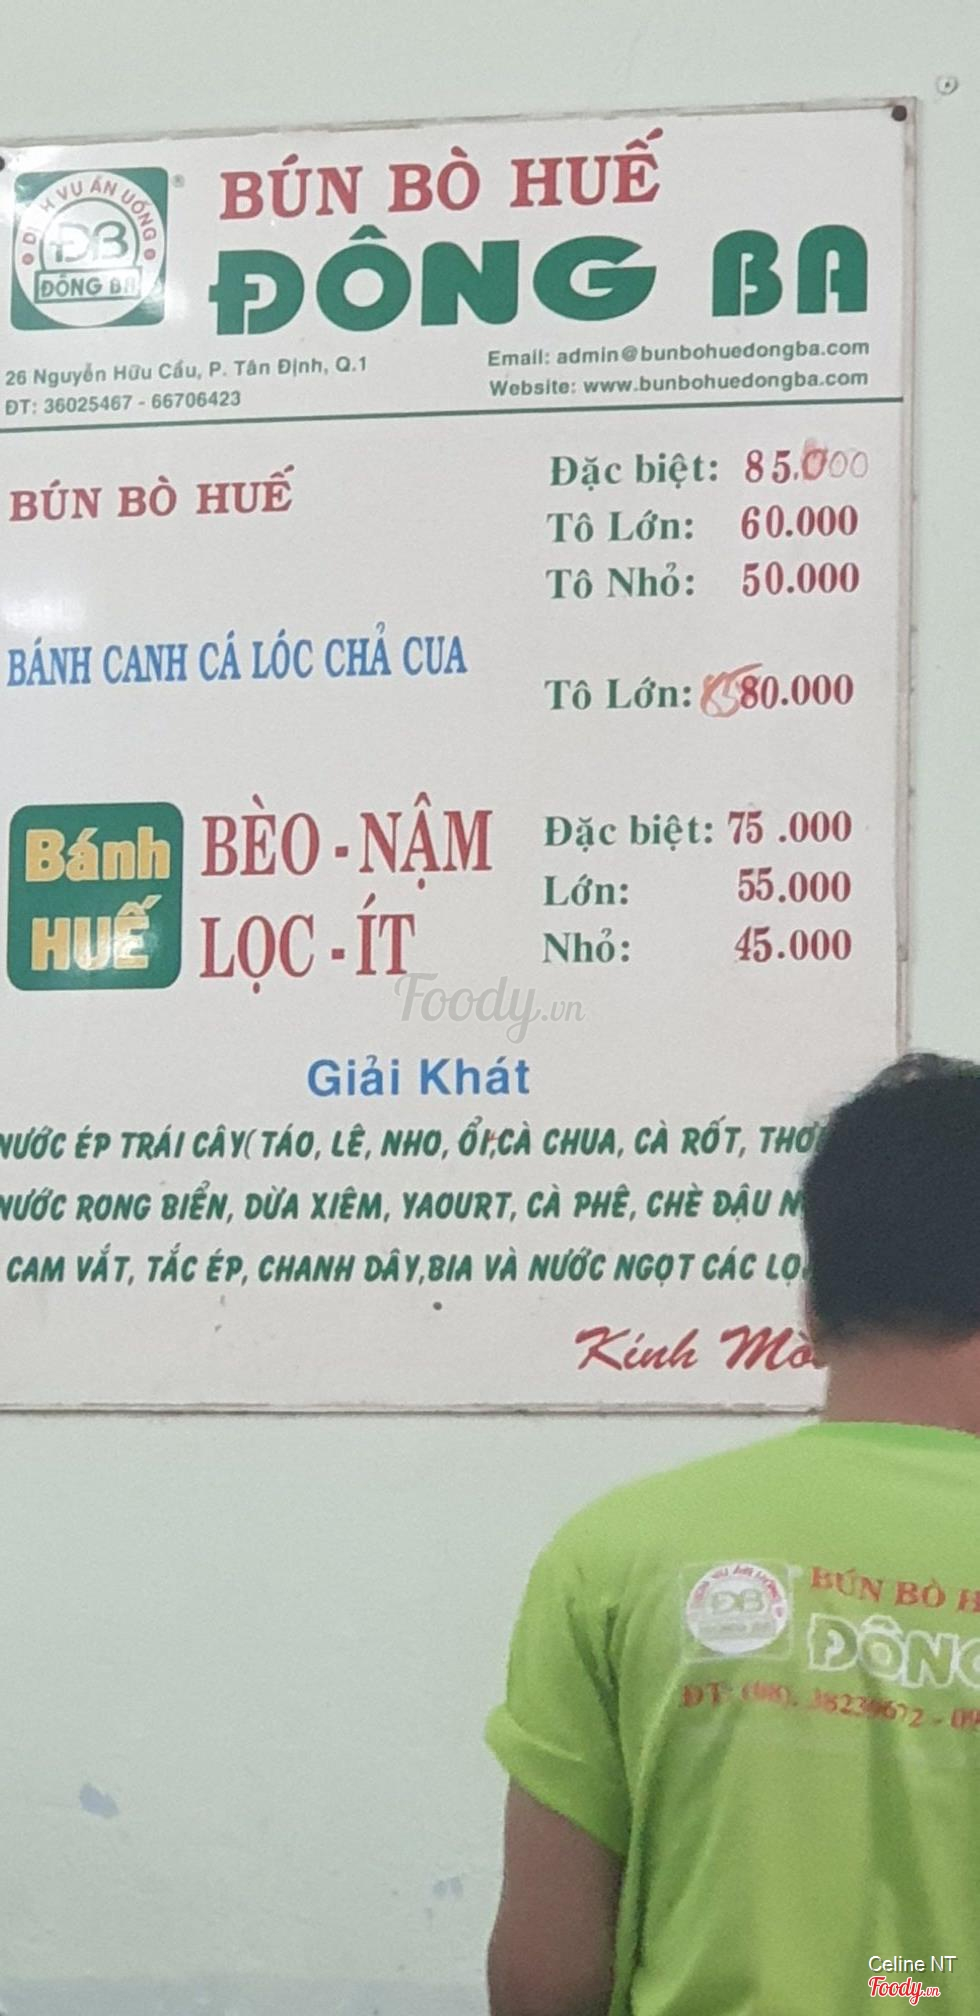 DỊCH VỤ ĂN UỐNG
ĐB
ĐÔNG BA
®
BÚN BÒ HUẾ
ĐÔNG BA
26 Nguyễn Hữu Cầu, P. Tân Định, Q.1
ĐT: 36025467 - 66706423
Email: admin@bunbohuedongba.com
Website: www.bunbohuedongba.com
BÚN BÒ HUẾ
Đặc biệt: 85.000
Tô Lớn: 60.000
Tô Nhỏ: 50.000
BÁNH CANH CÁ LÓC CHẢ CUA
Tô Lớn: 80.000
Bánh HUẾ
BÈO - NẬM
LỌC - ÍT
Đặc biệt: 75 .000
Lớn: 55.000
Nhỏ: 45.000
Foody.vn
Giải Khát
NƯỚC ÉP TRÁI CÂY( TÁO, LÊ, NHO, ỔI,CÀ CHUA, CÀ RỐT,
NƯỚC RONG BIỂN, DỪA XIÊM, YAOURT, CÀ PHÊ, CHÈ ĐẬU
CAM VẮT, TẮC ÉP, CHANH DÂY,BIA VÀ NƯỚC NGỌT CÁC
Kính
ĐB
BÚN BÒ
ĐÔNG
ĐT: (08).
Celine NT
Foody.vn